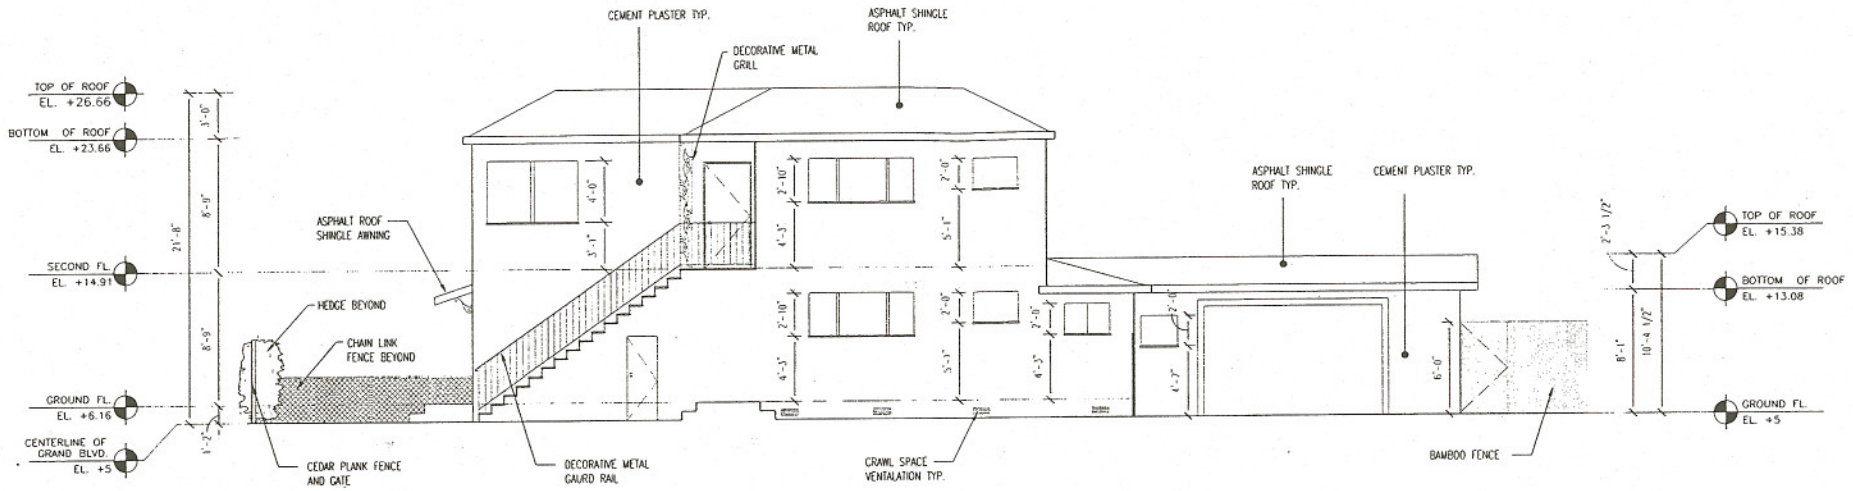 CEMENT PLASTER TYP.
ASPHALT SHINGLE
ROOF TYP.
DECORATIVE METAL
GRILL
TOP OF ROOF
EL. +26.66
3'-0"
BOTTOM OF ROOF
EL. +23.66
8'-9"
21'-8"
SECOND FL.
EL. +14.91
8'-9"
GROUND FL.
EL. +6.16
1'-2"
CENTERLINE OF
GRAND BLVD.
EL. +5
ASPHALT ROOF
SHINGLE AWNING
HEDGE BEYOND
CHAIN LINK
FENCE BEYOND
CEDAR PLANK FENCE
AND GATE
DECORATIVE METAL
GAURD RAIL
4'-0"
3'-1"
2'-10"
4'-3"
2'-0"
5'-1"
2'-10"
4'-3"
2'-0"
5'-1"
2'-0"
4'-3"
2'-0"
4'-7"
6'-0"
CRAWL SPACE
VENTALATION TYP.
ASPHALT SHINGLE
ROOF TYP.
CEMENT PLASTER TYP.
BAMBOO FENCE
2'-3 1/2"
8'-1"
10'-4 1/2"
TOP OF ROOF
EL. +15.38
BOTTOM OF ROOF
EL. +13.08
GROUND FL.
EL. +5